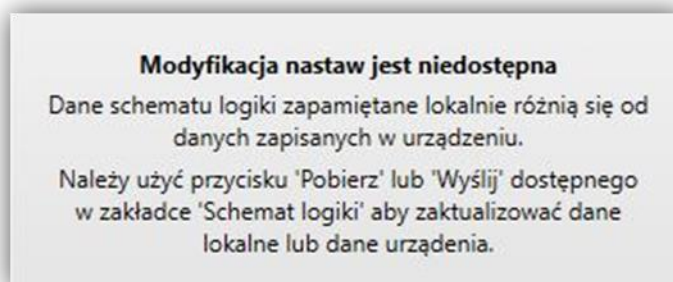 Modyfikacja nastaw jest niedostępna
Dane schematu logiki zapamiętane lokalnie różnią się od
danych zapisanych w urządzeniu.
Należy użyć przycisku 'Pobierz' lub 'Wyślij' dostępnego
w zakładce 'Schemat logiki' aby zaktualizować dane
lokalne lub dane urządenia.